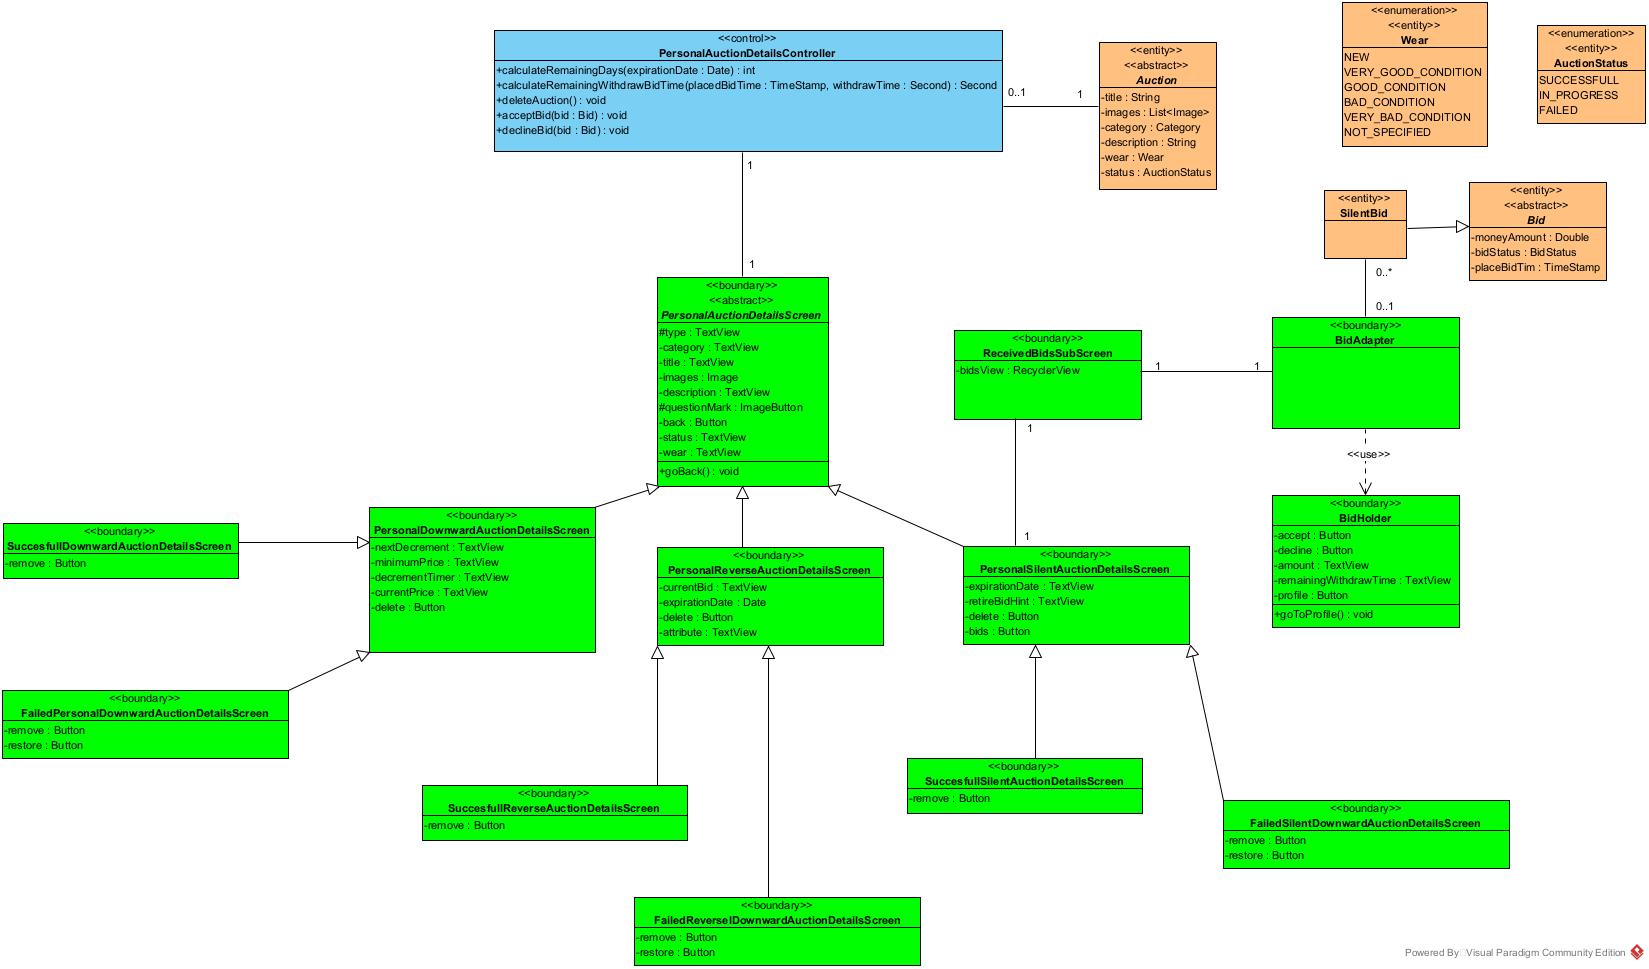 <<control>>
PersonalAuctionDetailsController
+calculateRemainingDays(expirationDate : Date) : int
+calculateRemainingWithdrawBidTime(placedBidTime : TimeStamp, withdrawTime : Second) : Second
+deleteAuction() : void
+acceptBid(bid : Bid) : void
+declineBid(bid : Bid) : void
0..1
1
<<entity>>
<<abstract>>
Auction
-title : String
-images : List<Image>
-category : Category
-description : String
-wear : Wear
-status : AuctionStatus
<<enumeration>>
<<entity>>
Wear
NEW
VERY_GOOD_CONDITION
GOOD_CONDITION
BAD_CONDITION
VERY_BAD_CONDITION
NOT_SPECIFIED
<<enumeration>>
<<entity>>
AuctionStatus
SUCCESSFULL
IN_PROGRESS
FAILED
1
1
<<entity>>
SilentBid
<<entity>>
<<abstract>>
Bid
-moneyAmount : Double
-bidStatus : BidStatus
-placeBidTim : TimeStamp
0..*
0..1
<<boundary>>
<<abstract>>
PersonalAuctionDetailsScreen
#type : TextView
-category : TextView
-title : TextView
-images : Image
-description : TextView
#questionMark : ImageButton
-back : Button
-status : TextView
-wear : TextView
+goBack() : void
<<boundary>>
ReceivedBidsSubScreen
-bidsView : RecyclerView
1
1
<<boundary>>
BidAdapter
<<use>>
1
1
<<boundary>>
BidHolder
-accept : Button
-decline : Button
-amount : TextView
-remainingWithdrawTime : TextView
-profile : Button
+goToProfile() : void
<<boundary>>
SuccesfullDownwardAuctionDetailsScreen
-remove : Button
<<boundary>>
PersonalDownwardAuctionDetailsScreen
-nextDecrement : TextView
-minimumPrice : TextView
-decrementTimer : TextView
-currentPrice : TextView
-delete : Button
<<boundary>>
PersonalReverseAuctionDetailsScreen
-currentBid : TextView
-expirationDate : Date
-delete : Button
-attribute : TextView
<<boundary>>
PersonalSilentAuctionDetailsScreen
-expirationDate : TextView
-retireBidHint : TextView
-delete : Button
-bids : Button
<<boundary>>
FailedPersonalDownwardAuctionDetailsScreen
-remove : Button
-restore : Button
<<boundary>>
SuccesfullReverseAuctionDetailsScreen
-remove : Button
<<boundary>>
SuccesfullSilentAuctionDetailsScreen
-remove : Button
<<boundary>>
FailedSilentDownwardAuctionDetailsScreen
-remove : Button
-restore : Button
<<boundary>>
FailedReverselDownwardAuctionDetailsScreen
-remove : Button
-restore : Button
Powered By Visual Paradigm Community Edition